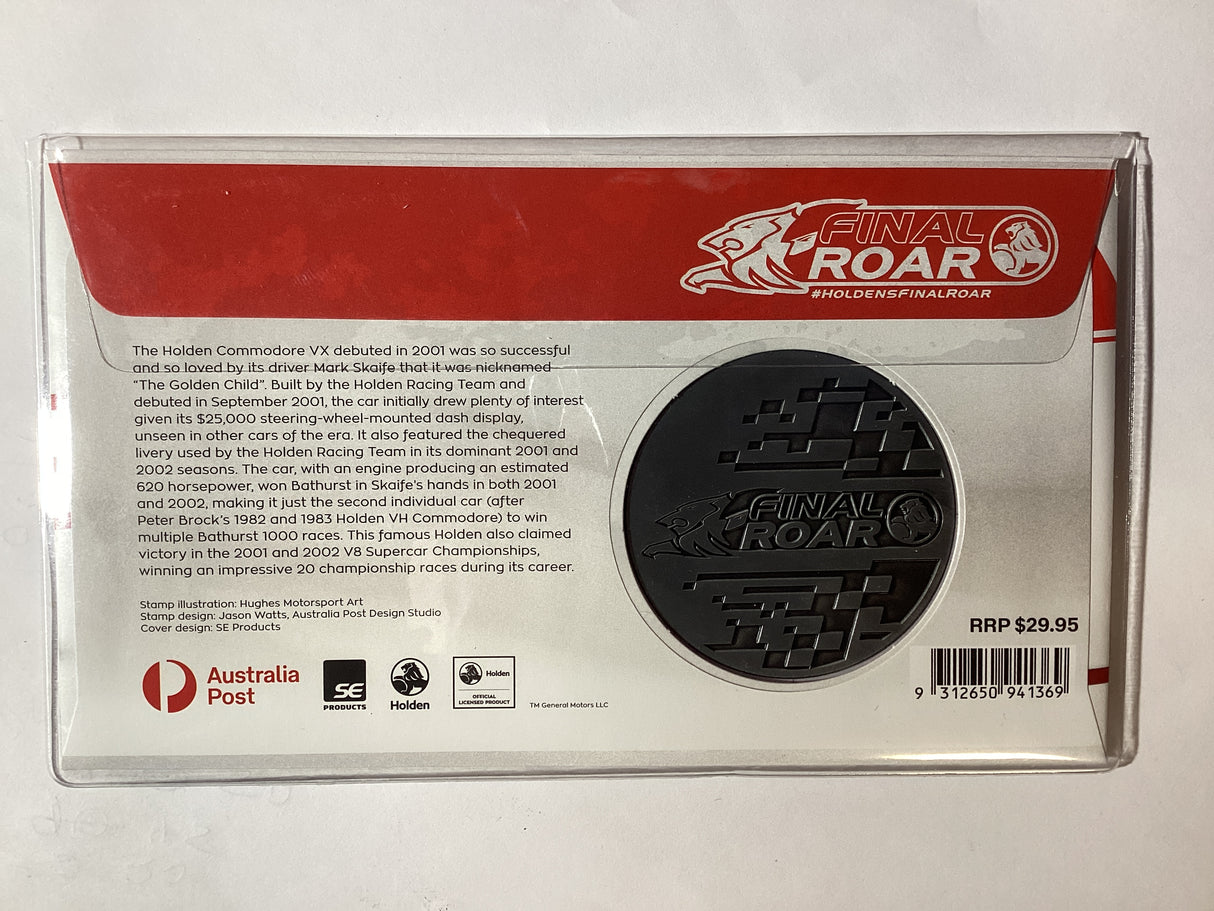 FINAL
ROAR
#HOLDENSFINALROAR
The Holden Commodore VX debuted in 2001 was so successful
and so loved by its driver Mark Skaife that it was nicknamed
“The Golden Child”. Built by the Holden Racing Team and
debuted in September 2001, the car initially drew plenty of interest
given its $25,000 steering-wheel-mounted dash display,
unseen in other cars of the era. It also featured the chequered
livery used by the Holden Racing Team in its dominant 2001 and
2002 seasons. The car, with an engine producing an estimated
620 horsepower, won Bathurst in Skaife's hands in both 2001
and 2002, making it just the second individual car (after
Peter Brock's 1982 and 1983 Holden VH Commodore) to win
multiple Bathurst 1000 races. This famous Holden also claimed
victory in the 2001 and 2002 V8 Supercar Championships,
winning an impressive 20 championship races during its career.
Stamp illustration: Hughes Motorsport Art
Stamp design: Jason Watts, Australia Post Design Studio
Cover design: SE Products
FINAL
ROAR
RRP $29.95
9 312650 941369
Australia
Post
SE
PRODUCTS
Holden
Holden
OFFICIAL
LICENSED PRODUCT
TM General Motors LLC